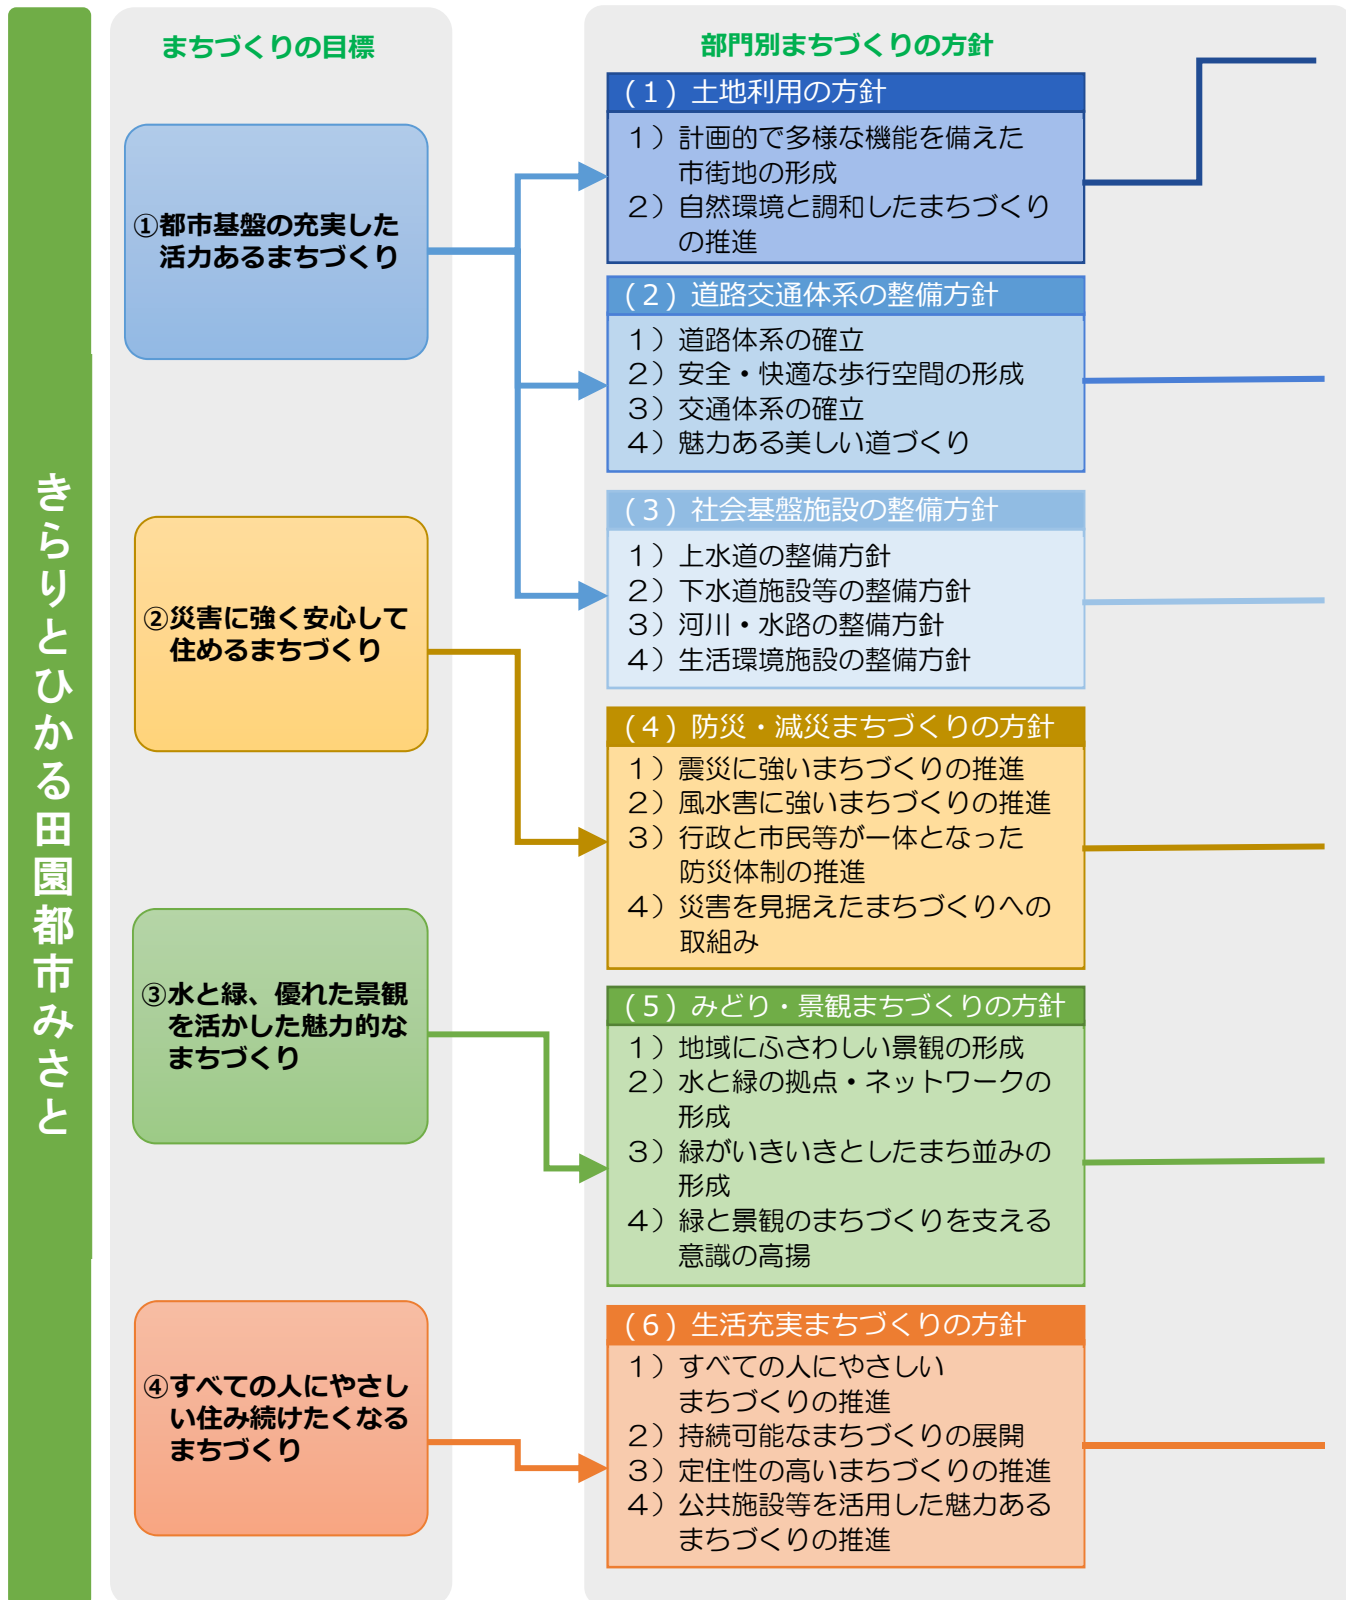 きらりとひかる田園都市みさと
まちづくりの目標
①都市基盤の充実した
活力あるまちづくり
②災害に強く安心して
住めるまちづくり
③水と緑、優れた景観
を活かした魅力的な
まちづくり
④すべての人にやさし
い住み続けたくなる
まちづくり
部門別まちづくりの方針
(1)土地利用の方針
1）計画的で多様な機能を備えた
市街地の形成
2）自然環境と調和したまちづくり
の推進
(2)道路交通体系の整備方針
1）道路体系の確立
2）安全・快適な歩行空間の形成
3）交通体系の確立
4）魅力ある美しい道づくり
(3)社会基盤施設の整備方針
1）上水道の整備方針
2）下水道施設等の整備方針
3）河川・水路の整備方針
4）生活環境施設の整備方針
(4)防災・減災まちづくりの方針
1）震災に強いまちづくりの推進
2）風水害に強いまちづくりの推進
3）行政と市民等が一体となった
防災体制の推進
4）災害を見据えたまちづくりへの
取組み
(5)みどり・景観まちづくりの方針
1）地域にふさわしい景観の形成
2）水と緑の拠点・ネットワークの
形成
3）緑がいきいきとしたまち並みの
形成
4）緑と景観のまちづくりを支える
意識の高揚
(6)生活充実まちづくりの方針
1）すべての人にやさしい
まちづくりの推進
2）持続可能なまちづくりの展開
3）定住性の高いまちづくりの推進
4）公共施設等を活用した魅力ある
まちづくりの推進